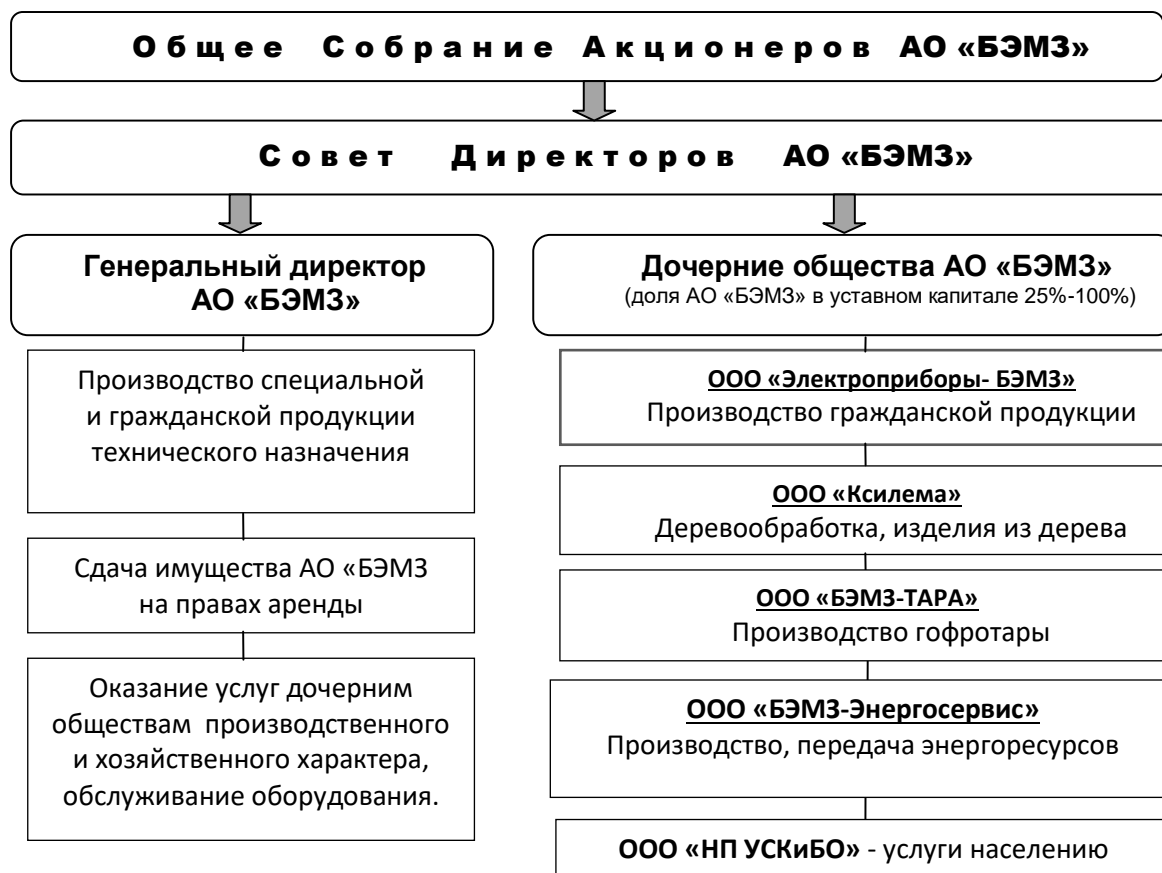 Общее Собрание Акционеров АО «БЭМЗ»
Совет Директоров АО «БЭМЗ»
Генеральный директор
АО «БЭМЗ»
Производство специальной
и гражданской продукции
технического назначения
Сдача имущества АО «БЭМЗ
на правах аренды
Оказание услуг дочерним
обществам производственного
и хозяйственного характера,
обслуживание оборудования.
Дочерние общества АО «БЭМЗ»
(доля АО «БЭМЗ» в уставном капитале 25%-100%)
ООО «Электроприборы- БЭМЗ»
Производство гражданской продукции
ООО «Ксилема»
Деревообработка, изделия из дерева
ООО «БЭМЗ-ТАРА»
Производство гофротары
ООО «БЭМЗ-Энергосервис»
Производство, передача энергоресурсов
ООО «НП УСКиБО» - услуги населению